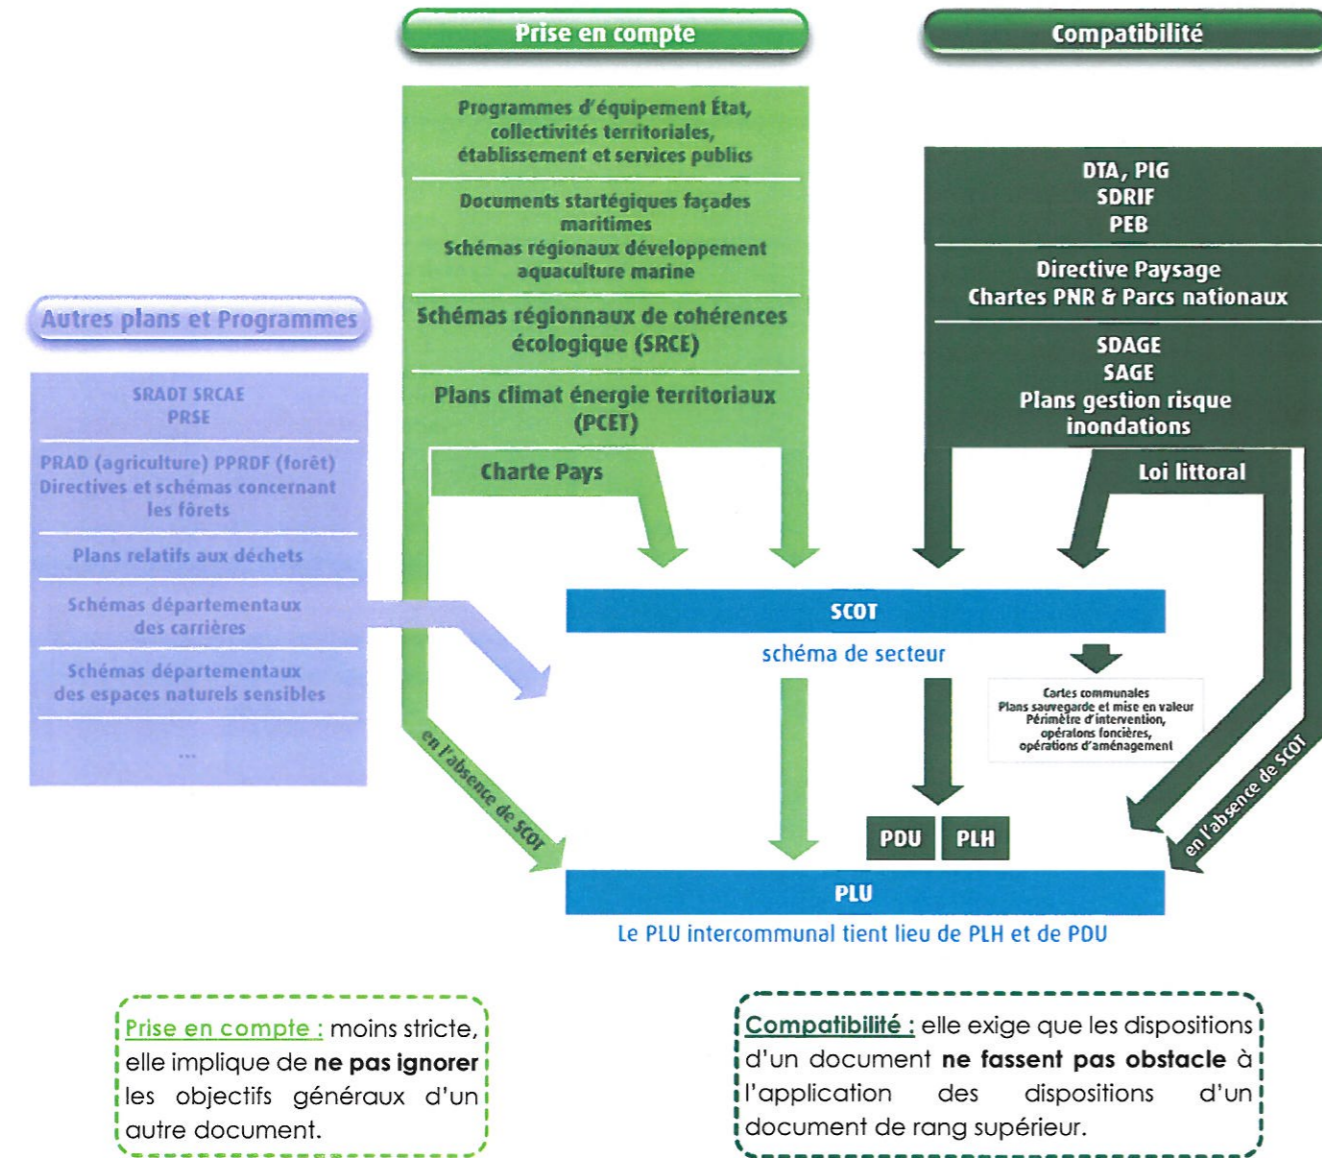 Prise en compte
Programmes d'équipement État,
collectivités territoriales,
établissement et services publics
Documents startégiques façades
maritimes
Schémas régionaux développement
aquaculture marine
Schémas régionnaux de cohérences
écologique (SRCE)
Plans climat énergie territoriaux
(PCET)
Charte Pays
en l'absence de SCOT
Compatibilité
DTA, PIG
SDRIF
PEB
Directive Paysage
Chartes PNR & Parcs nationaux
SDAGE
SAGE
Plans gestion risque
inondations
Loi littoral
en l'absence de SCOT
Autres plans et Programmes
SRADT SRCAE
PRSE
PRAD (agriculture) PPRDF (forêt)
Directives et schémas concernant
les fôrets
Plans relatifs aux déchets
Schémas départementaux
des carrières
Schémas départementaux
des espaces naturels sensibles
...
SCOT
schéma de secteur
Cartes communales
Plans sauvegarde et mise en valeur
Périmètre d'intervention,
opératons foncières,
opérations d'aménagement
PDU
PLH
PLU
Le PLU intercommunal tient lieu de PLH et de PDU
Prise en compte : moins stricte,
elle implique de ne pas ignorer
les objectifs généraux d'un
autre document.
Compatibilité : elle exige que les dispositions
d'un document ne fassent pas obstacle à
l'application des dispositions d'un
document de rang supérieur.